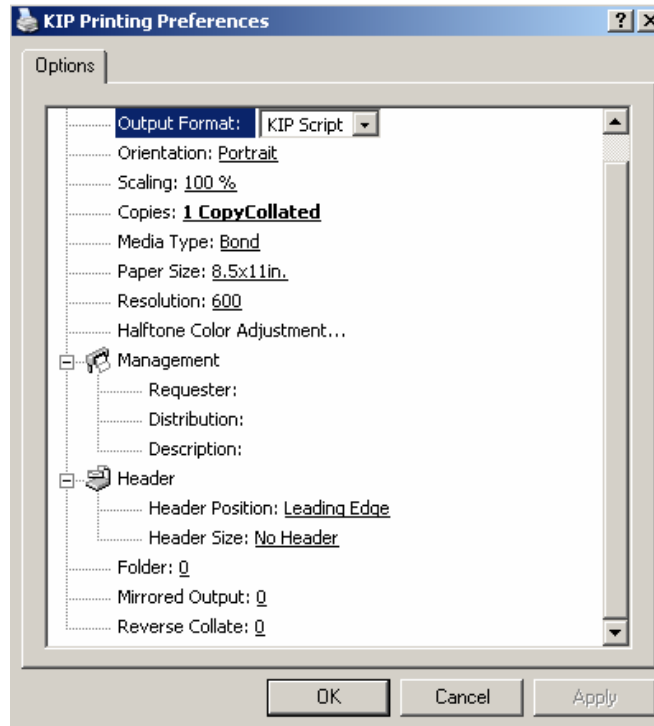 KIP Printing Preferences
Options
Output Format: KIP Script
Orientation: Portrait
Scaling: 100 %
Copies: 1 CopyCollated
Media Type: Bond
Paper Size: 8.5x11in.
Resolution: 600
Halftone Color Adjustment...
Management
Requester:
Distribution:
Description:
Header
Header Position: Leading Edge
Header Size: No Header
Folder: 0
Mirrored Output: 0
Reverse Collate: 0
OK Cancel Apply